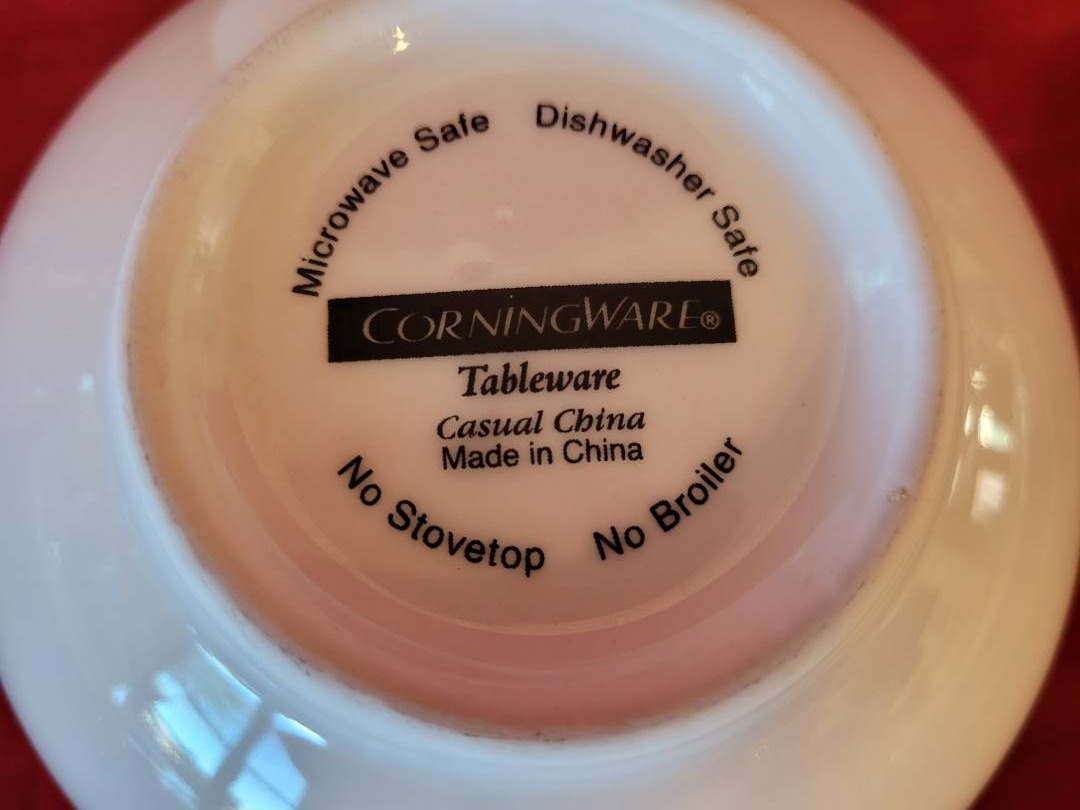 Microwave Safe
Dishwasher Safe
CORNINGWARE®
Tableware
Casual China
Made in China
No Stovetop
No Broiler